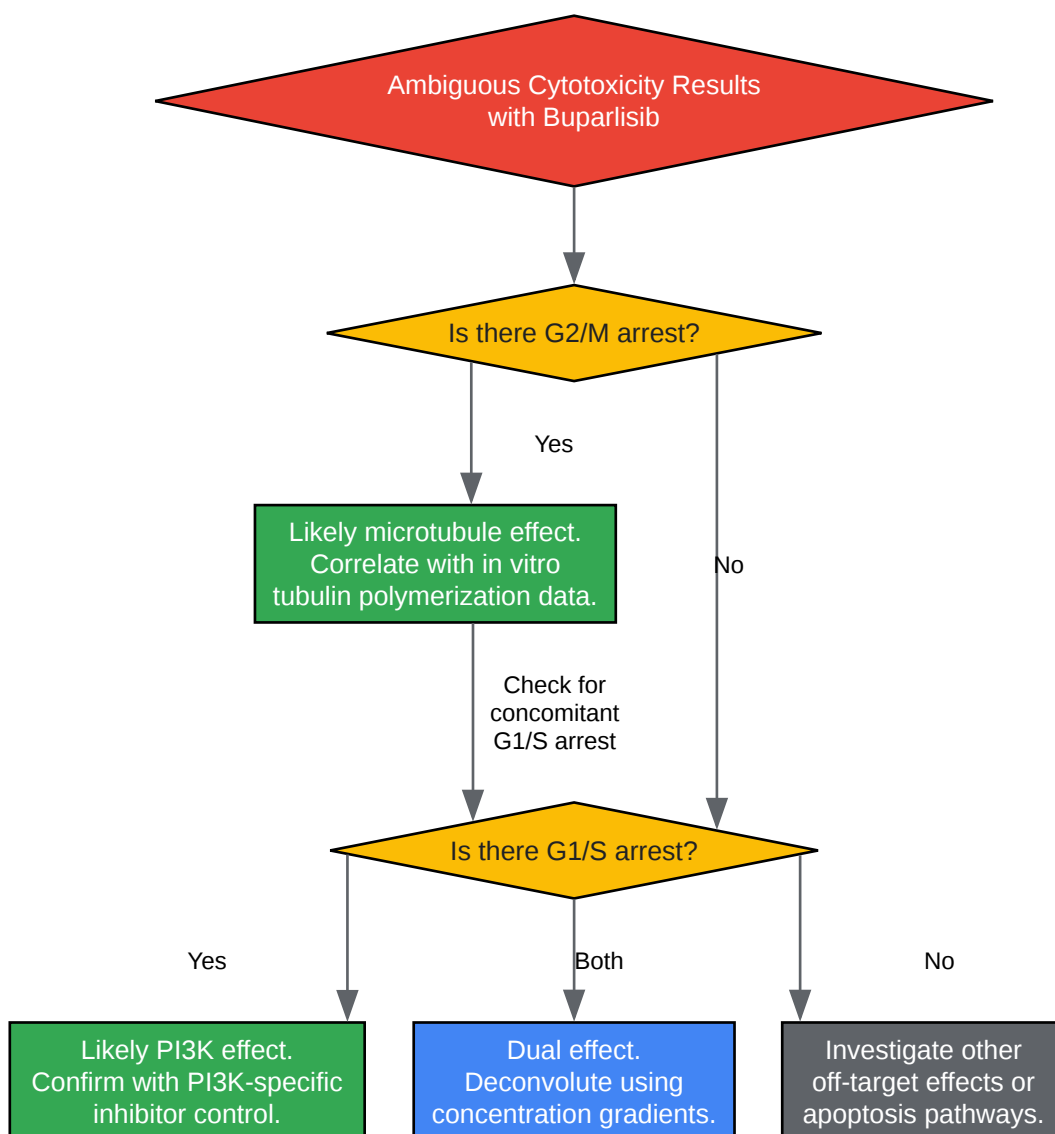 Ambiguous Cytotoxicity Results
with Buparlisib
Is there G2/M arrest?
Yes
Likely microtubule effect.
Correlate with in vitro
tubulin polymerization data.
No
Check for
concomitant
G1/S arrest
Is there G1/S arrest?
Yes
Both
No
Likely PI3K effect.
Confirm with PI3K-specific
inhibitor control.
Dual effect.
Deconvolute using
concentration gradients.
Investigate other
off-target effects or
apoptosis pathways.